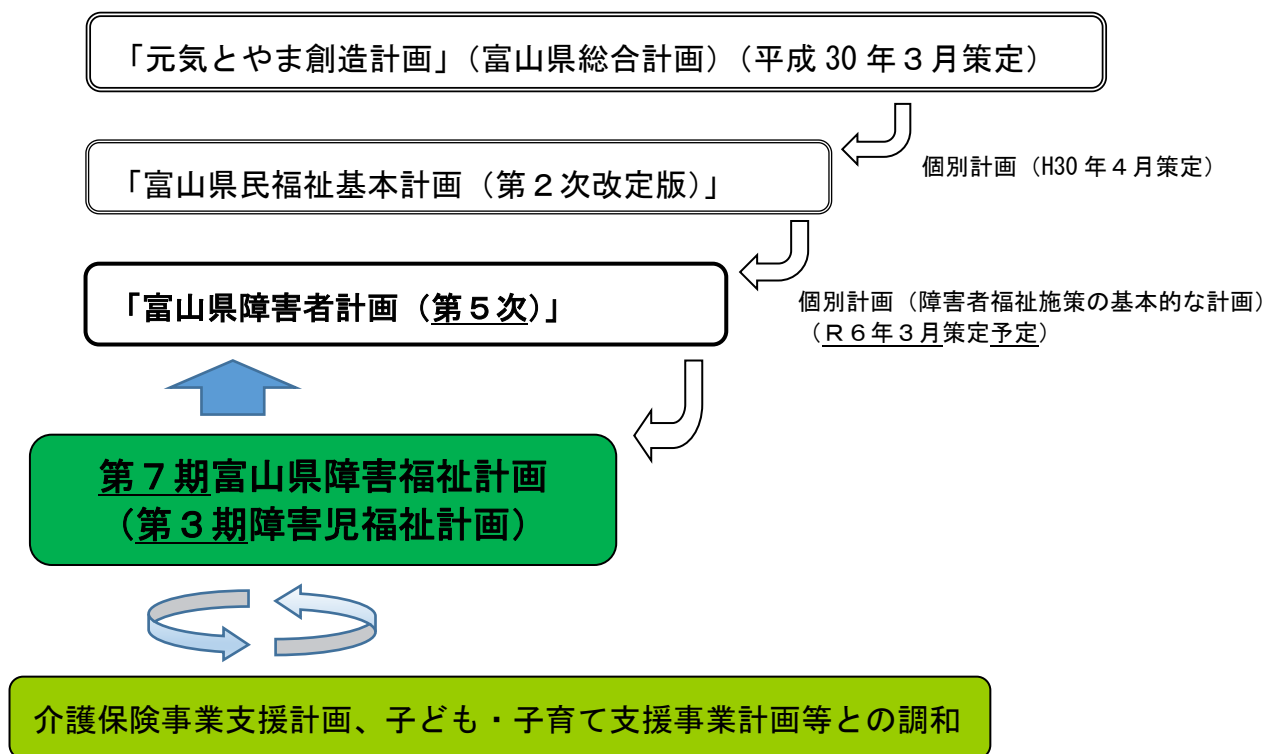 「元気とやま創造計画」（富山県総合計画）（平成 30 年３月策定）
個別計画（H30 年４月策定）
「富山県民福祉基本計画（第２次改定版）」
「富山県障害者計画（第５次）」
個別計画（障害者福祉施策の基本的な計画）
（Ｒ６年３月策定予定）
第７期富山県障害福祉計画
（第３期障害児福祉計画）
介護保険事業支援計画、子ども・子育て支援事業計画等との調和